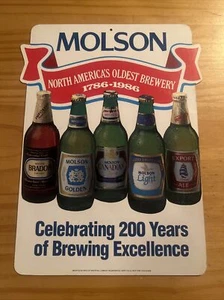 MOLSON
NORTH AMERICA'S OLDEST BREWERY
1786-1986
BRADOR
MOLSON
GOLDEN
MOLSON
CANADIAN
MOLSON
Light
EXPORT
ALE
Celebrating 200 Years
of Brewing Excellence